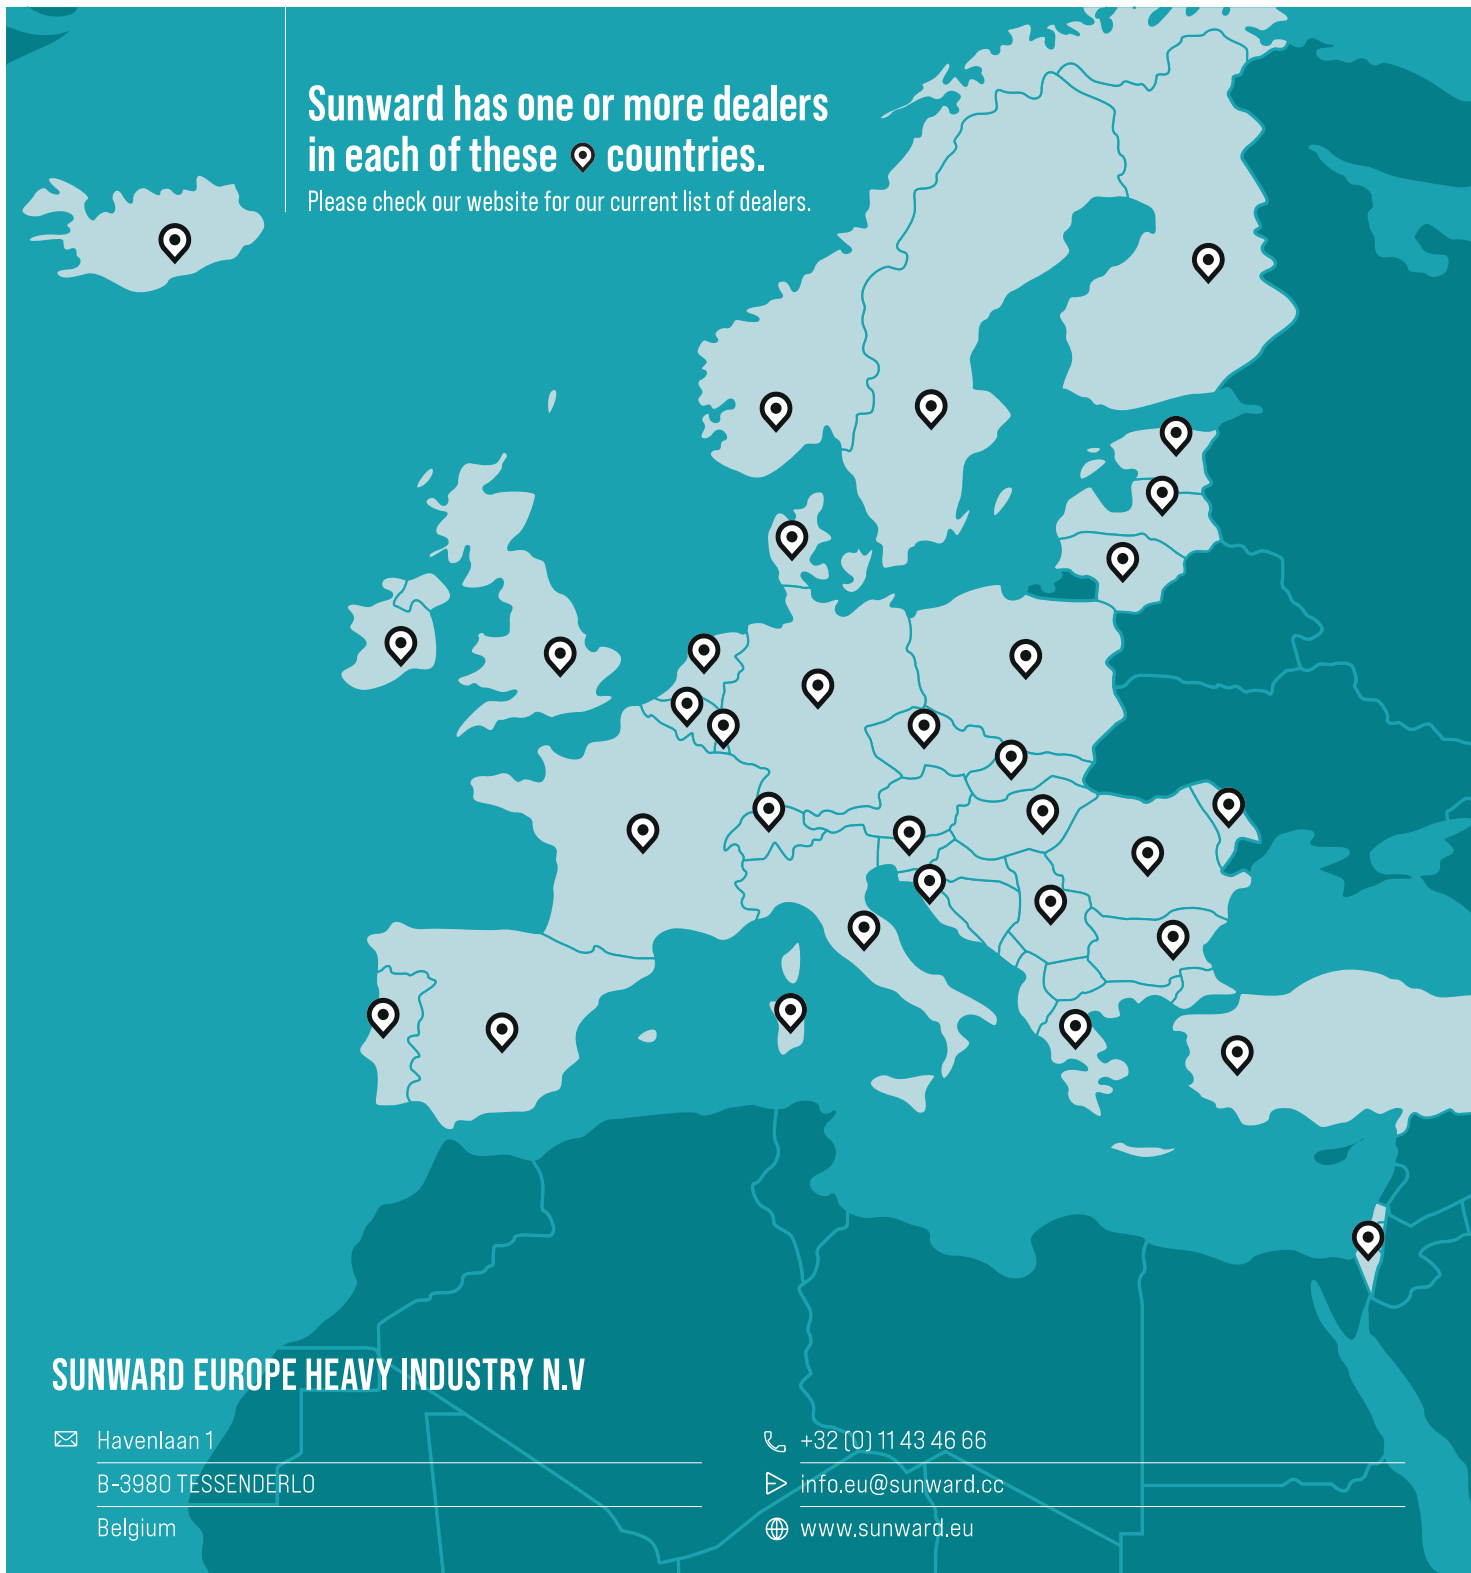 Sunward has one or more dealers
in each of these countries.
Please check our website for our current list of dealers.
SUNWARD EUROPE HEAVY INDUSTRY N.V
Havenlaan 1
B-3980 TESSENDERLO
Belgium
+32 (0) 11 43 46 66
info.eu@sunward.cc
www.sunward.eu